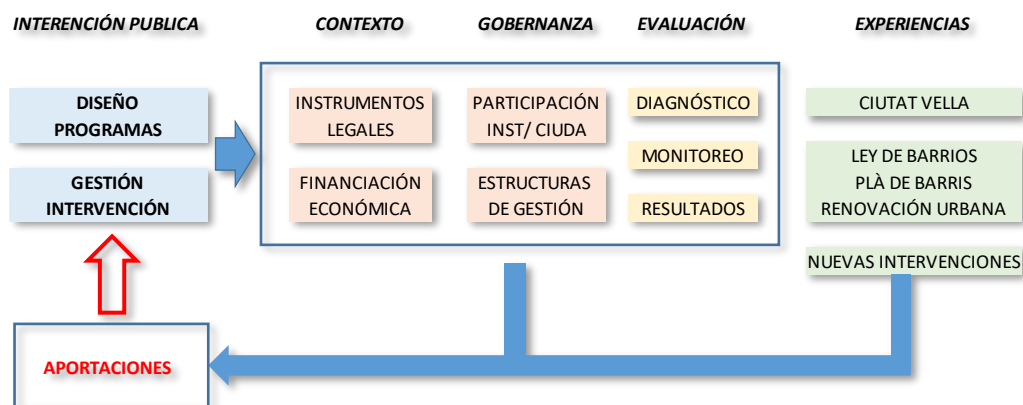 INTERENCIÓN PUBLICA
CONTEXTO
GOBERNANZA
EVALUACIÓN
EXPERIENCIAS
DISEÑO
PROGRAMAS
GESTIÓN
INTERVENCIÓN
INSTRUMENTOS
LEGALES
FINANCIACIÓN
ECONÓMICA
PARTICIPACIÓN
INST/ CIUDA
ESTRUCTURAS
DE GESTIÓN
DIAGNÓSTICO
MONITOREO
RESULTADOS
CIUTAT VELLA
LEY DE BARRIOS
PLÀ DE BARRIS
RENOVACIÓN URBANA
NUEVAS INTERVENCIONES
APORTACIONES